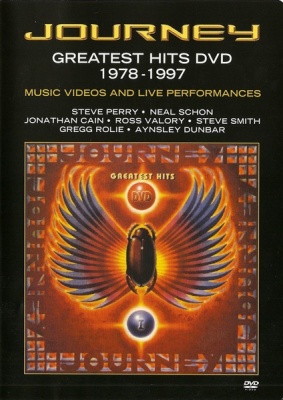 JOURNEY
GREATEST HITS DVD
1978-1997
MUSIC VIDEOS AND LIVE PERFORMANCES
STEVE PERRY • NEAL SCHON
JONATHAN CAIN • ROSS VALORY • STEVE SMITH
GREGG ROLIE • AYNSLEY DUNBAR
JOURNEY
GREATEST HITS
DVD
JOURNEY
DVD